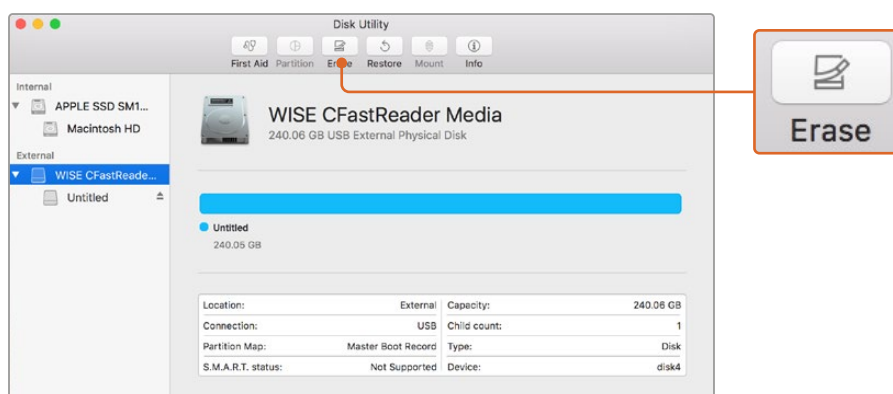 Disk Utility
First Aid Partition Erase Restore Mount Info
Erase
Internal
APPLE SSD SM1...
Macintosh HD
External
WISE CFastReade...
Untitled
WISE CFastReader Media
240.06 GB USB External Physical Disk
Untitled
240.05 GB
Location: External Capacity: 240.06 GB
Connection: USB Child count: 1
Partition Map: Master Boot Record Type: Disk
S.M.A.R.T. status: Not Supported Device: disk4